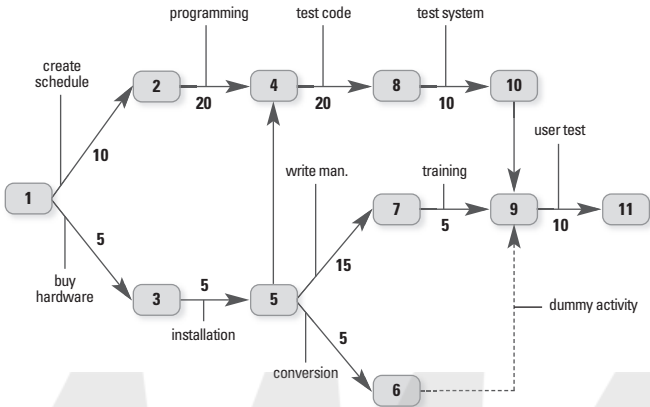 programming
test code
test system
create
schedule
2
4
8
10
20
20
10
10
write man.
training
user test
1
7
9
11
5
5
10
15
buy
hardware
5
3
5
installation
5
dummy activity
conversion
6